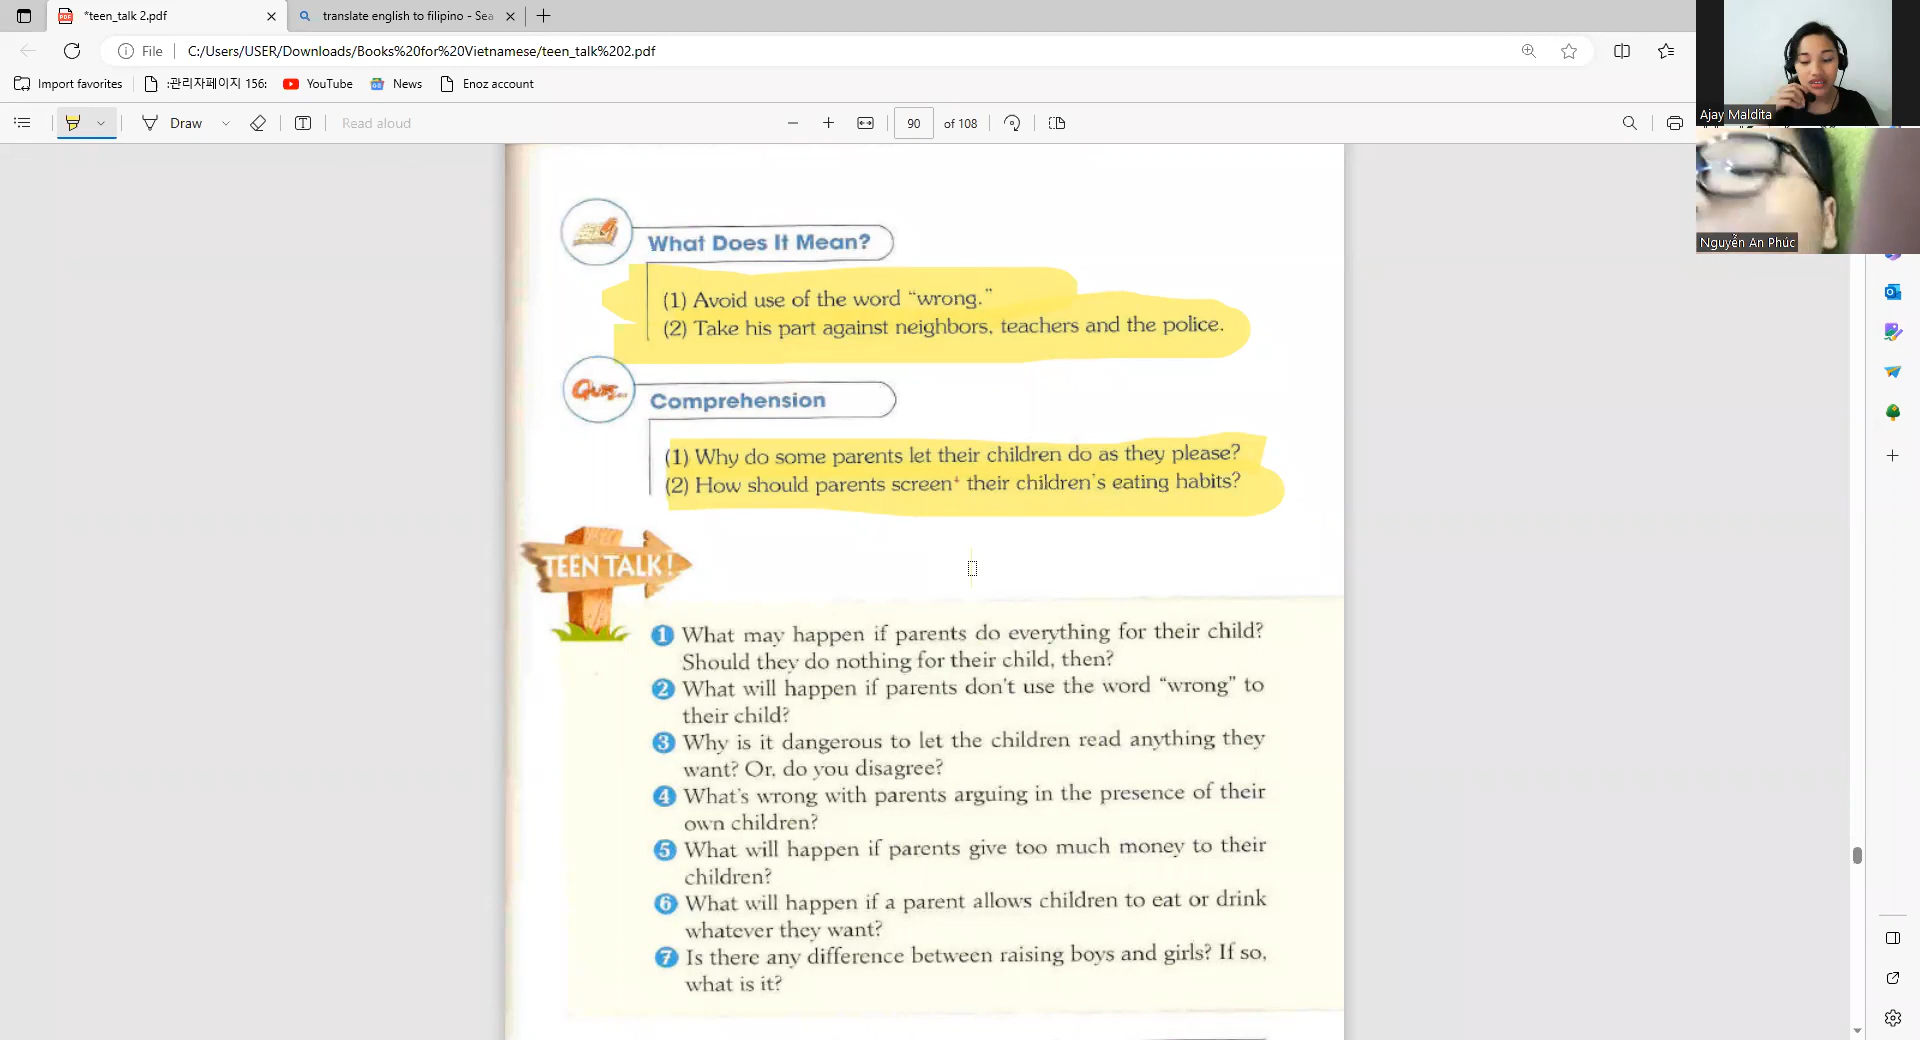 *teen_talk 2.pdf
translate english to filipino - Sea
File
C:/Users/USER/Downloads/Books%20for%20Vietnamese/teen_talk%202.pdf
Import favorites
:관리자페이지 156:
YouTube
News
Enoz account
Draw
Read aloud
90 of 108
Ajay Maldita
Nguyễn An Phúc
What Does It Mean?
(1) Avoid use of the word “wrong.”
(2) Take his part against neighbors, teachers and the police.
Quiz...
Comprehension
(1) Why do some parents let their children do as they please?
(2) How should parents screen+ their children's eating habits?
TEEN TALK!
1 What may happen if parents do everything for their child?
Should they do nothing for their child, then?
2 What will happen if parents don't use the word “wrong” to
their child?
3 Why is it dangerous to let the children read anything they
want? Or, do you disagree?
4 What's wrong with parents arguing in the presence of their
own children?
5 What will happen if parents give too much money to their
children?
6 What will happen if a parent allows children to eat or drink
whatever they want?
7 Is there any difference between raising boys and girls? If so,
what is it?